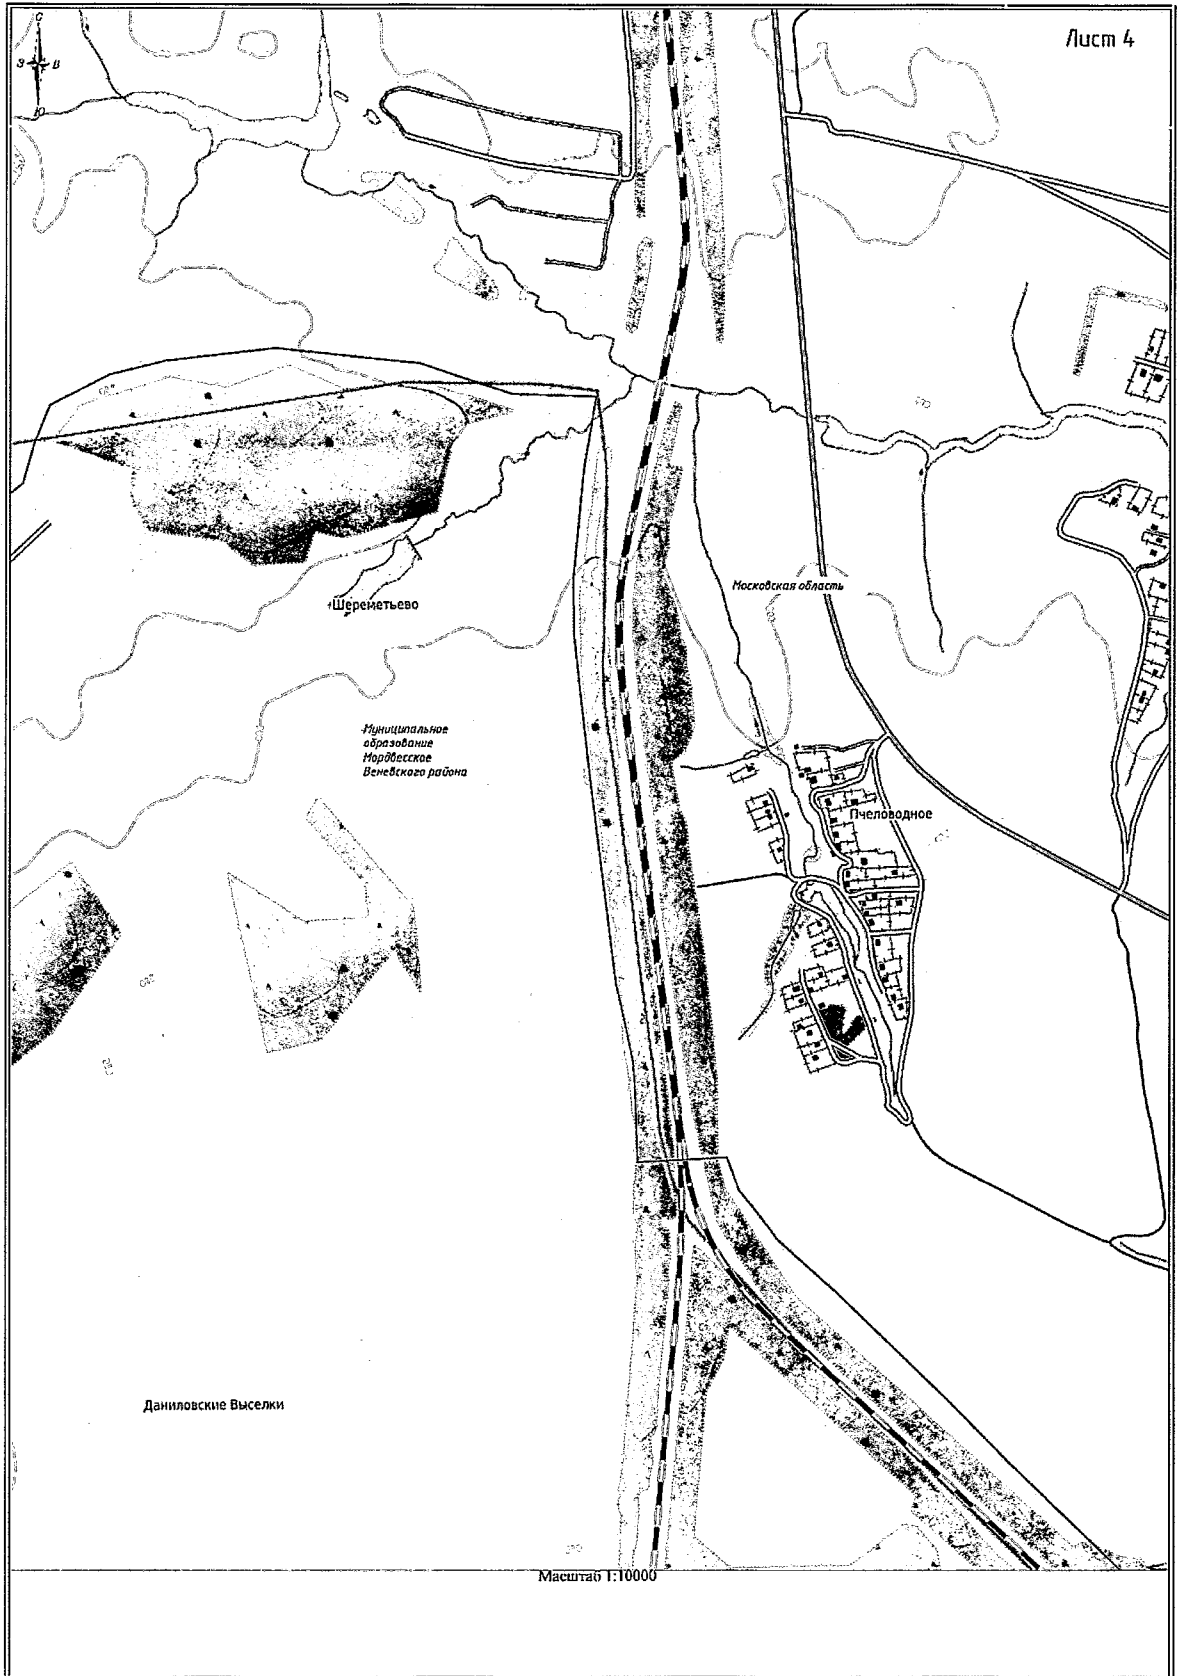 Лист 4
С
З В
Ю
Московская область
Шереметьево
Муниципальное
образование
Мордвесское
Веневского района
Пчеловодное
Даниловские Выселки
Масштаб 1:10000